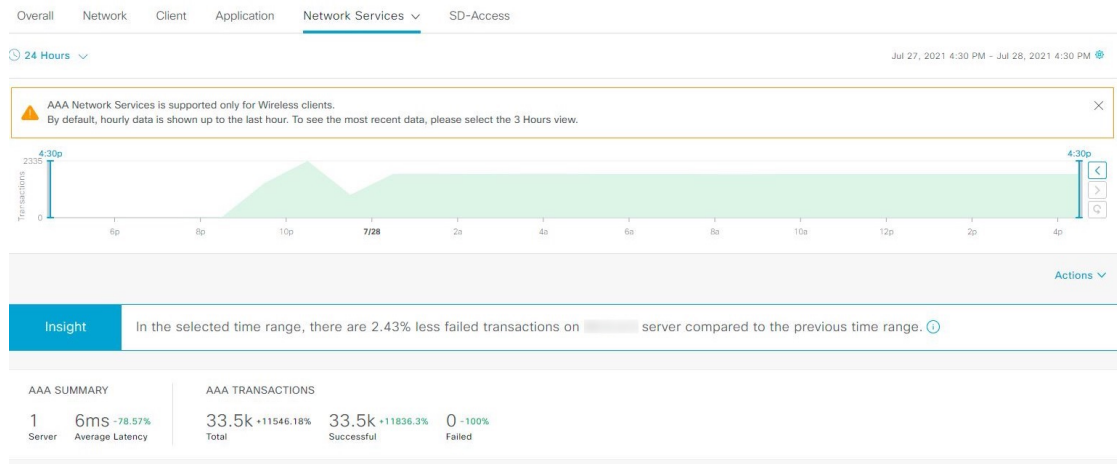 Overall Network Client Application Network Services SD-Access
24 Hours Jul 27, 2021 4:30 PM - Jul 28, 2021 4:30 PM
AAA Network Services is supported only for Wireless clients.
By default, hourly data is shown up to the last hour. To see the most recent data, please select the 3 Hours view.
4:30p 4:30p
2335
Transactions
0
6p 8p 10p 7/28 2a 4a 6a 8a 10a 12p 2p 4p
Actions
Insight In the selected time range, there are 2.43% less failed transactions on server compared to the previous time range.
AAA SUMMARY AAA TRANSACTIONS
1 6ms -78.57% 33.5k +11546.18% 33.5k +11836.3% 0 -100%
Server Average Latency Total Successful Failed